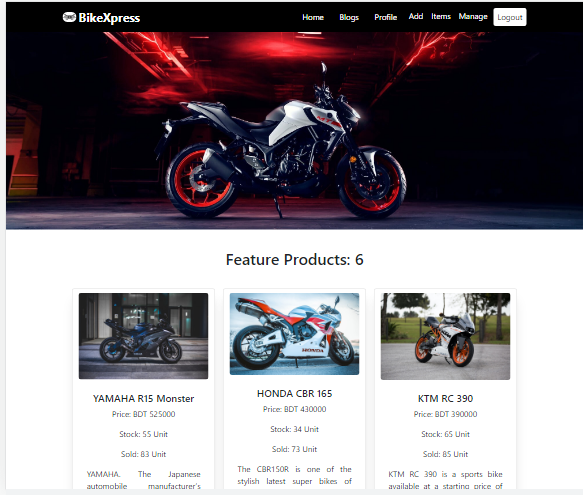 BikeXpress
Home Blogs Profile Add Items Manage Logout
Feature Products: 6
YAMAHA R15 Monster
Price: BDT 525000
Stock: 55 Unit
Sold: 83 Unit
YAMAHA. The Japanese
automobile manufacturer's
HONDA CBR 165
Price: BDT 430000
Stock: 34 Unit
Sold: 73 Unit
The CBR150R is one of the
stylish latest super bikes of
KTM RC 390
Price: BDT 390000
Stock: 65 Unit
Sold: 85 Unit
KTM RC 390 is a sports bike
available at a starting price of
HONDA